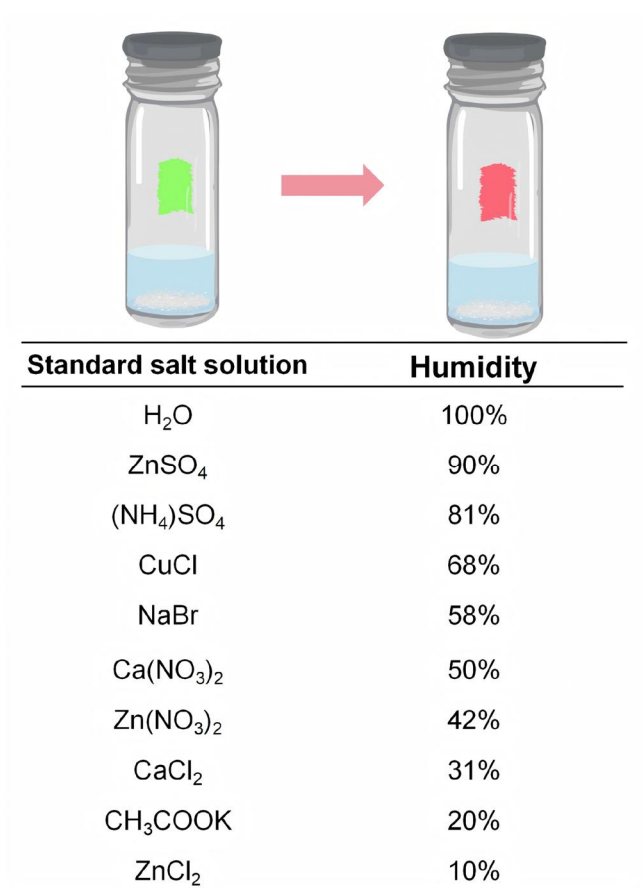 Standard salt solution Humidity
H₂O 100%
ZnSO₄ 90%
(NH₄)SO₄ 81%
CuCl 68%
NaBr 58%
Ca(NO₃)₂ 50%
Zn(NO₃)₂ 42%
CaCl₂ 31%
CH₃COOK 20%
ZnCl₂ 10%